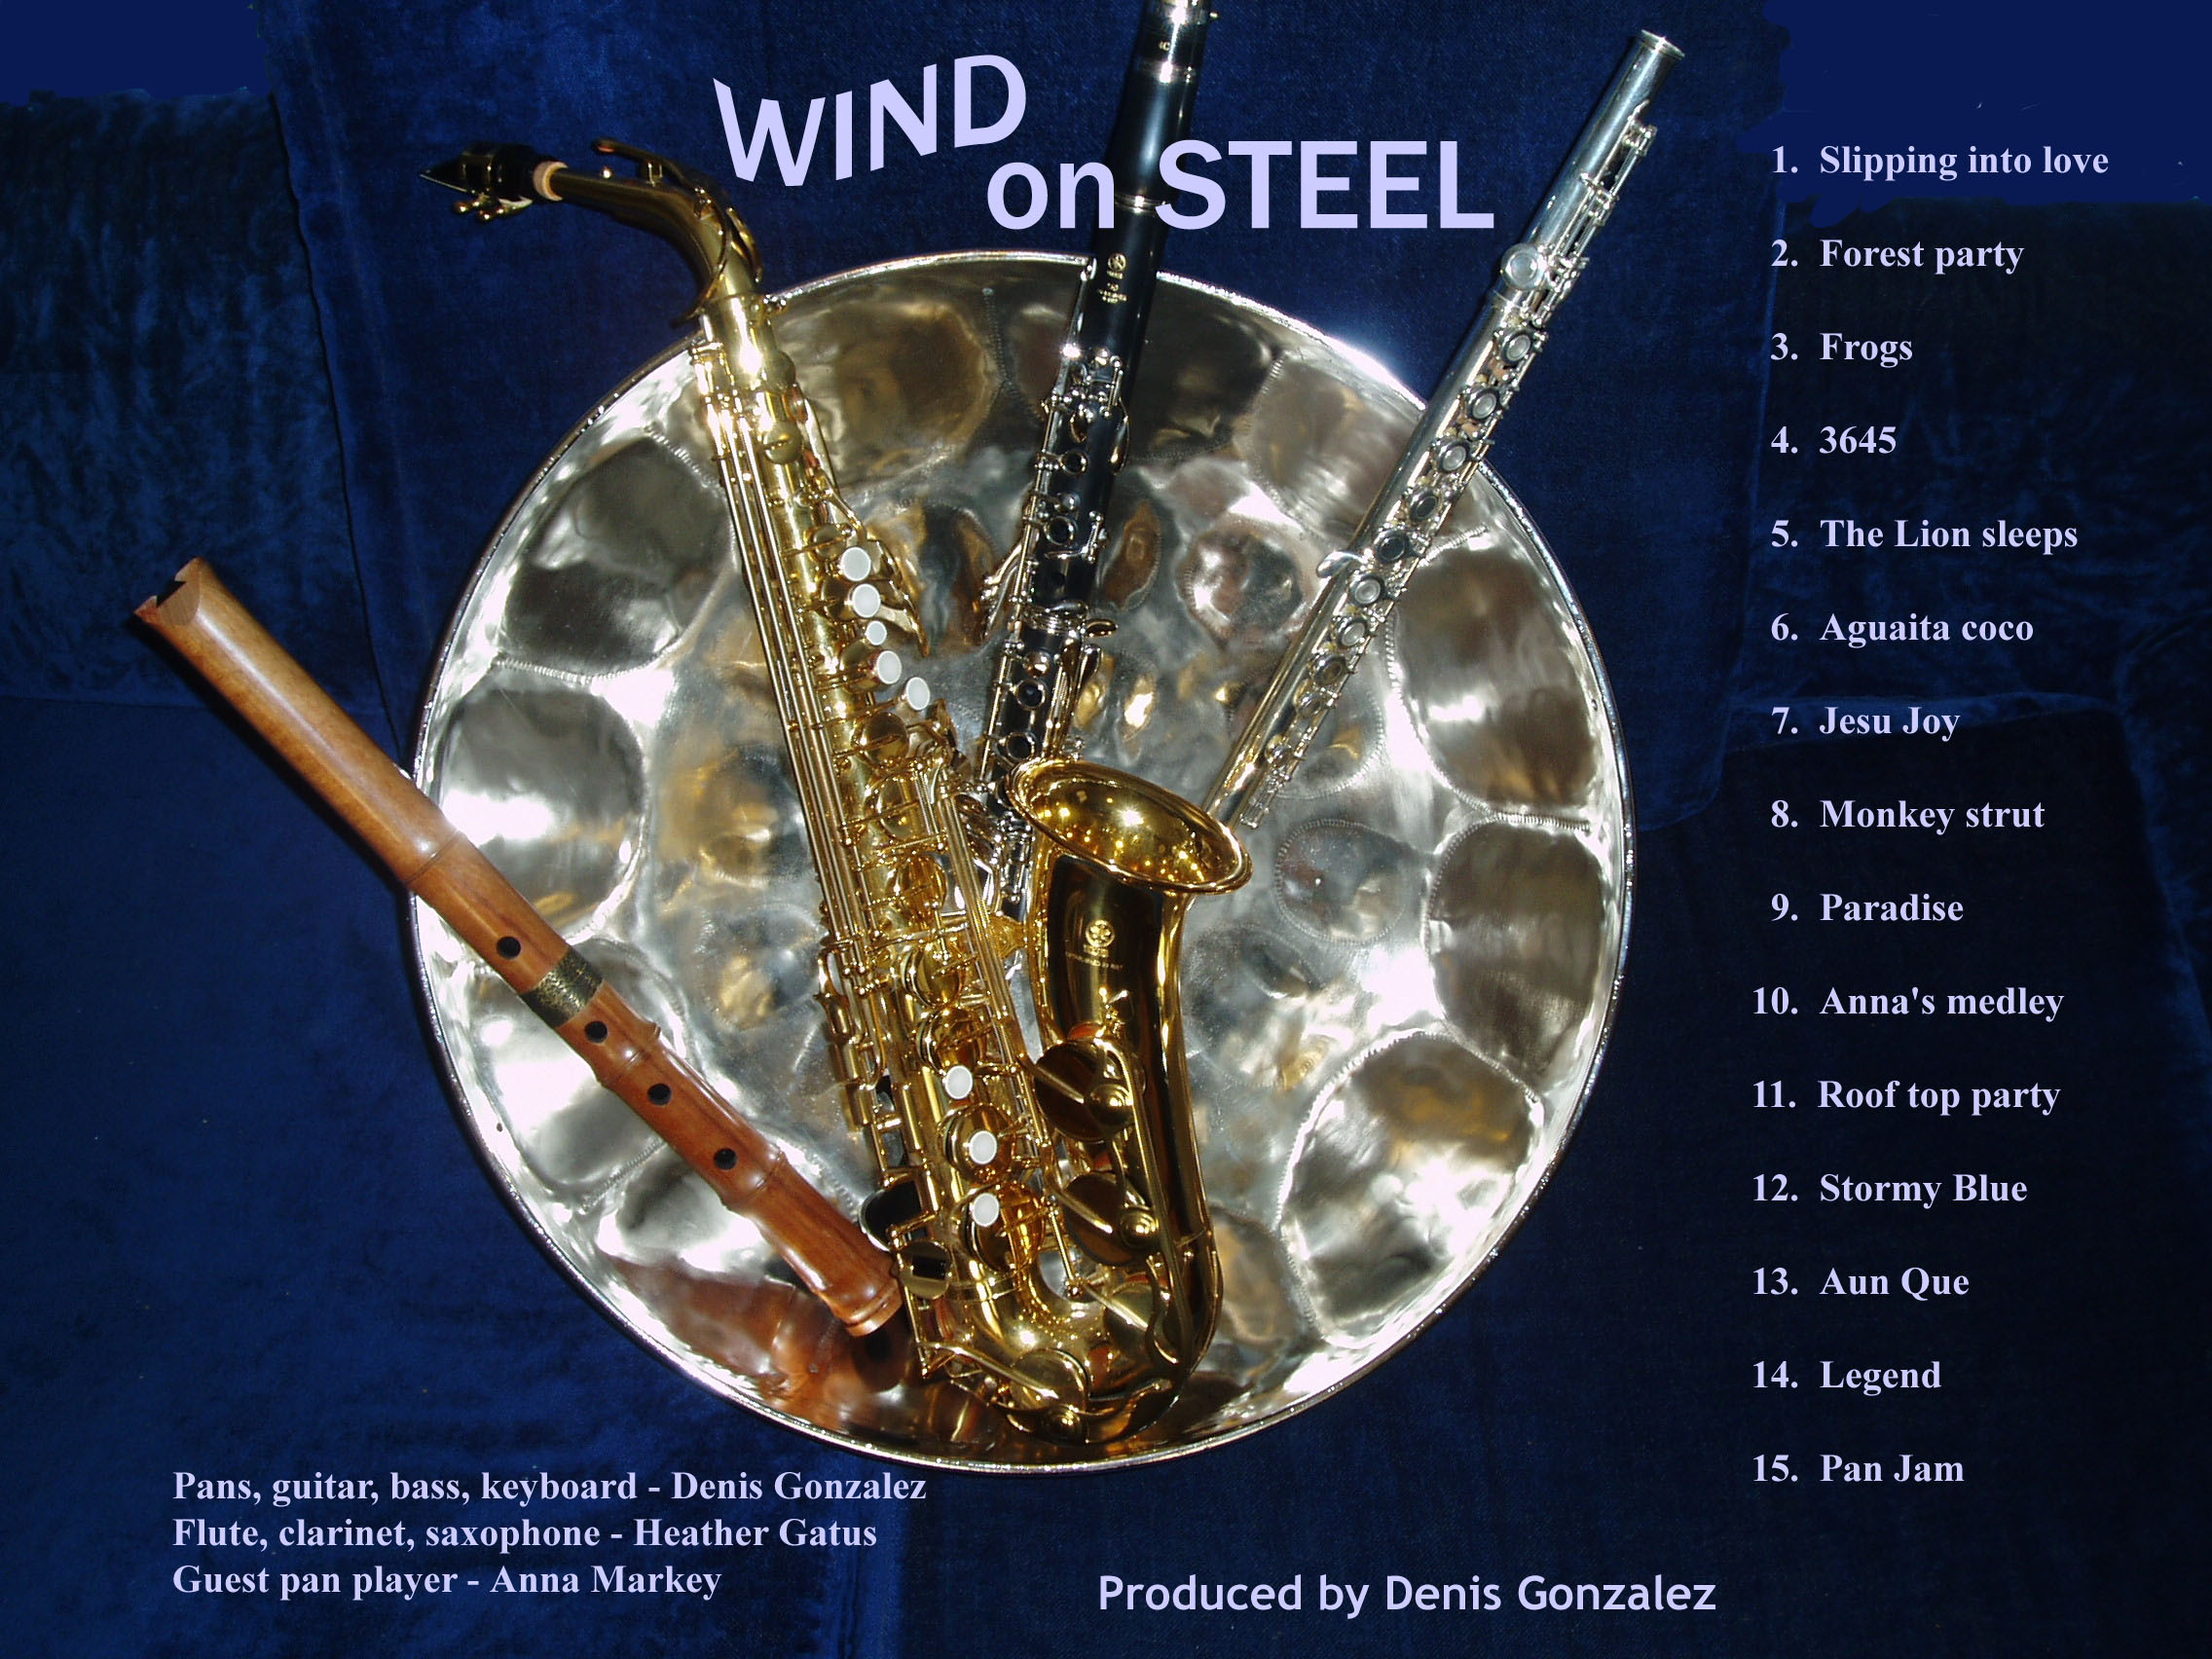 WIND
on STEEL
1. Slipping into love
2. Forest party
3. Frogs
4. 3645
5. The Lion sleeps
6. Aguaita coco
7. Jesu Joy
8. Monkey strut
9. Paradise
10. Anna's medley
11. Roof top party
12. Stormy Blue
13. Aun Que
14. Legend
15. Pan Jam
Pans, guitar, bass, keyboard - Denis Gonzalez
Flute, clarinet, saxophone - Heather Gatus
Guest pan player - Anna Markey
Produced by Denis Gonzalez